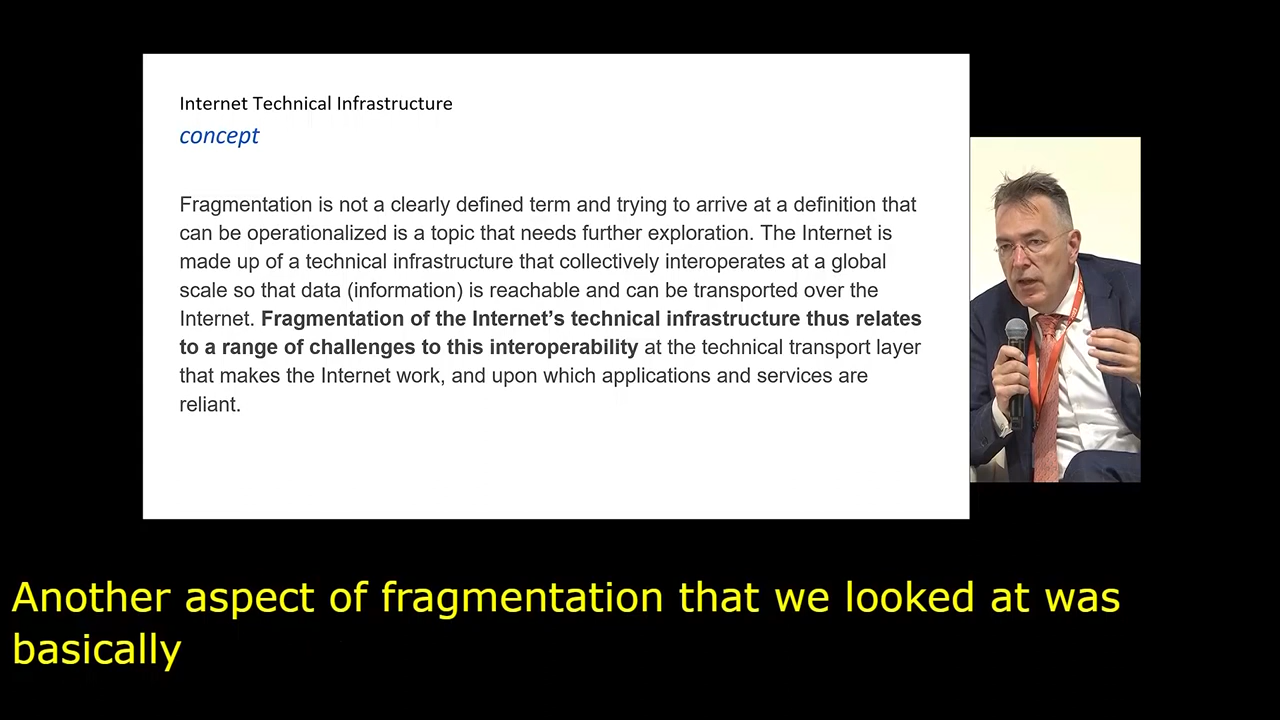 Internet Technical Infrastructure
concept
Fragmentation is not a clearly defined term and trying to arrive at a definition that
can be operationalized is a topic that needs further exploration. The Internet is
made up of a technical infrastructure that collectively interoperates at a global
scale so that data (information) is reachable and can be transported over the
Internet. Fragmentation of the Internet’s technical infrastructure thus relates
to a range of challenges to this interoperability at the technical transport layer
that makes the Internet work, and upon which applications and services are
reliant.
Another aspect of fragmentation that we looked at was
basically